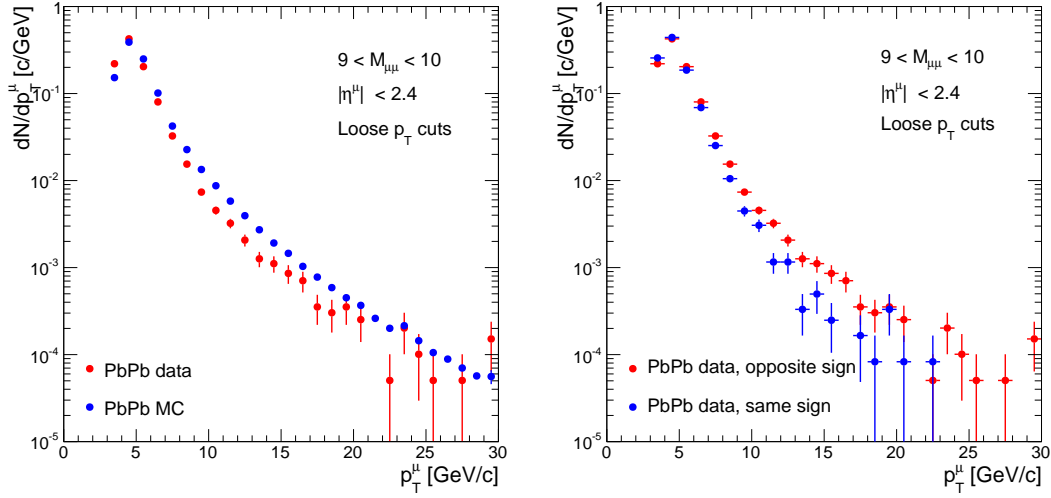 dN/dp_T^μ [c/GeV]
1
10^-1
10^-2
10^-3
10^-4
10^-5
9 < M_μμ < 10
|η^μ| < 2.4
Loose p_T cuts
PbPb data
PbPb MC
0 5 10 15 20 25 30
p_T^μ [GeV/c]
dN/dp_T^μ [c/GeV]
1
10^-1
10^-2
10^-3
10^-4
10^-5
9 < M_μμ < 10
|η^μ| < 2.4
Loose p_T cuts
PbPb data, opposite sign
PbPb data, same sign
0 5 10 15 20 25 30
p_T^μ [GeV/c]